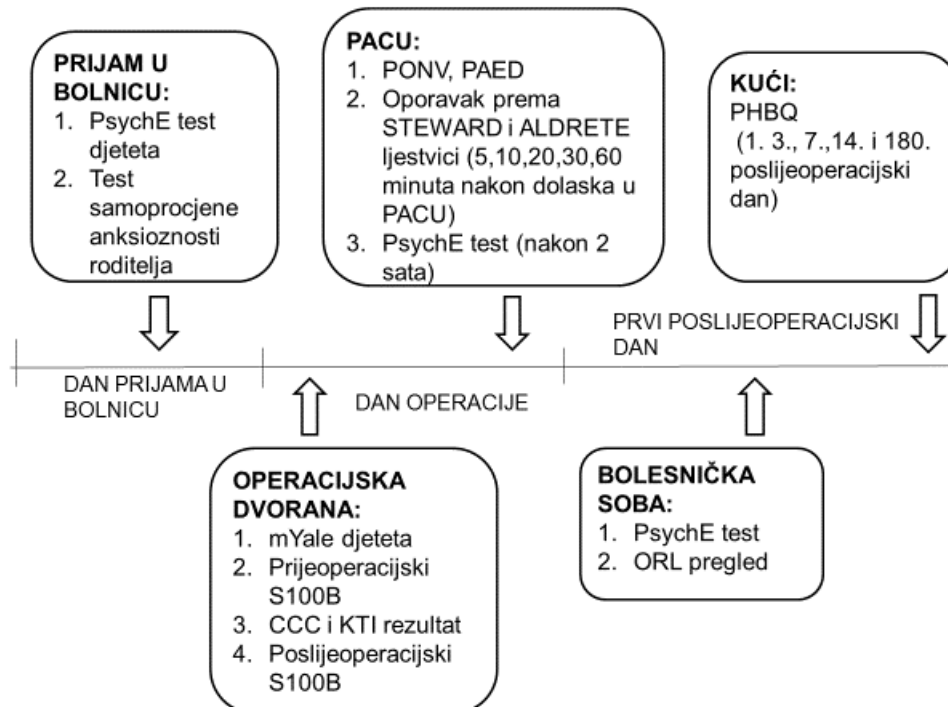 PRIJAM U
BOLNICU:
1. PsychE test
djeteta
2. Test
samoprocjene
anksioznosti
roditelja
PACU:
1. PONV, PAED
2. Oporavak prema
STEWARD i ALDRETE
ljestvici (5,10,20,30,60
minuta nakon dolaska u
PACU)
3. PsychE test (nakon 2
sata)
KUĆI:
PHBQ
(1. 3., 7.,14. i 180.
poslijeoperacijski
dan)
DAN PRIJAMA U
BOLNICU
DAN OPERACIJE
PRVI POSLIJEOPERACIJSKI
DAN
OPERACIJSKA
DVORANA:
1. mYale djeteta
2. Prijeoperacijski
S100B
3. CCC i KTI rezultat
4. Poslijeoperacijski
S100B
BOLESNIČKA
SOBA:
1. PsychE test
2. ORL pregled